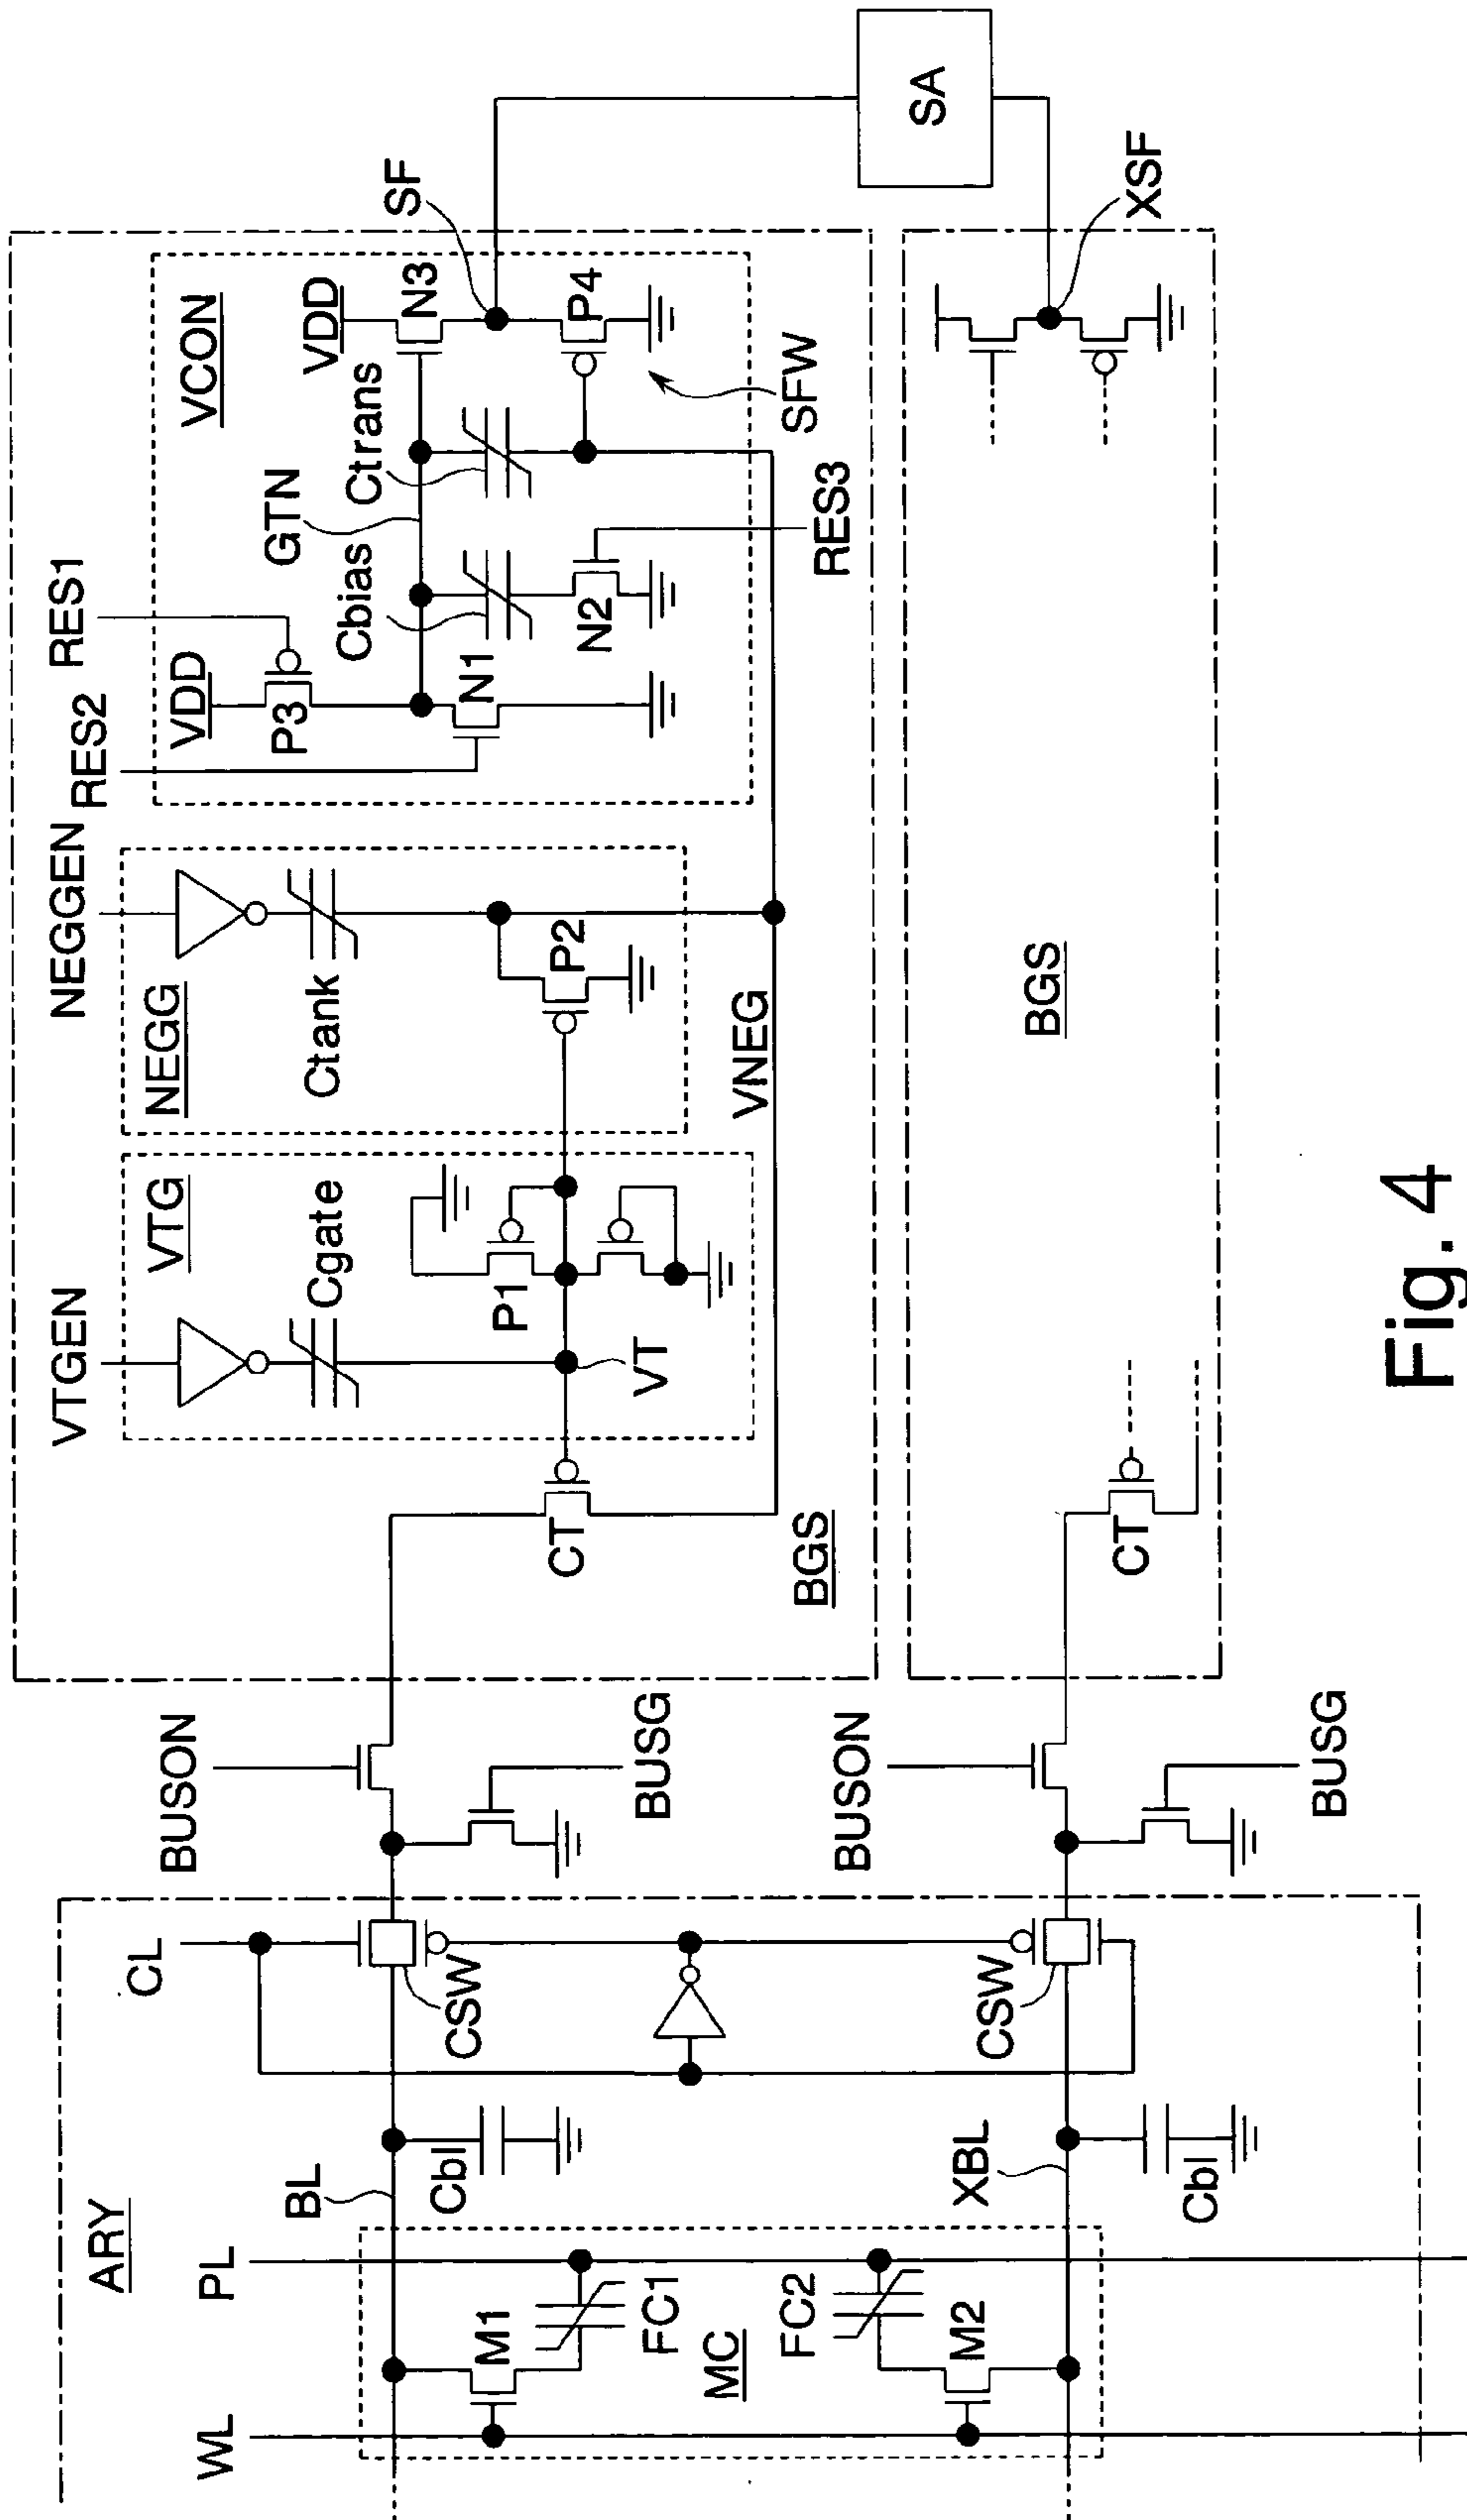 ARY
WL
PL
BL
CL
M1
FC1
MC
FC2
M2
Cbl
XBL
Cbl
CSW
CSW
BUSON
BUSG
BUSON
BUSG
BGS
CT
VTGEN
VTG
Cgate
P1
VT
NEGGEN
NEGG
Ctank
P2
VNEG
RES2
RES1
VCON
VDD
P3
N1
Cbias
GTN
Ctrans
N2
RES3
VDD
N3
P4
SFW
SF
SA
XSF
BGS
CT
Fig. 4